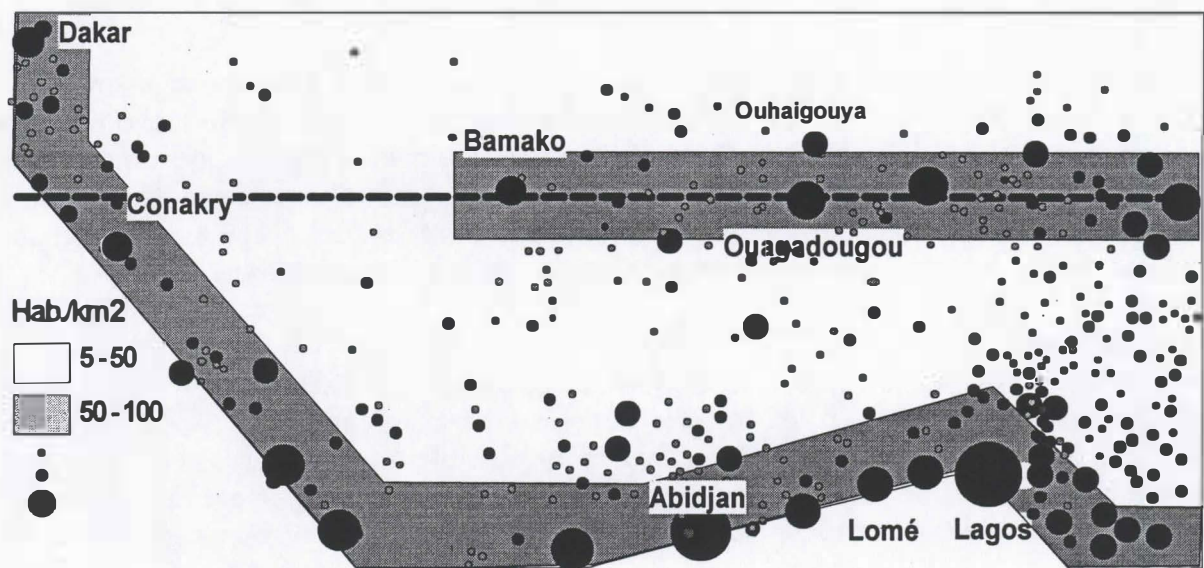 Dakar
Ouhaigouya
Bamako
Conakry
Ouagadougou
Hab./km2
5-50
50-100
Abidjan
Lomé
Lagos